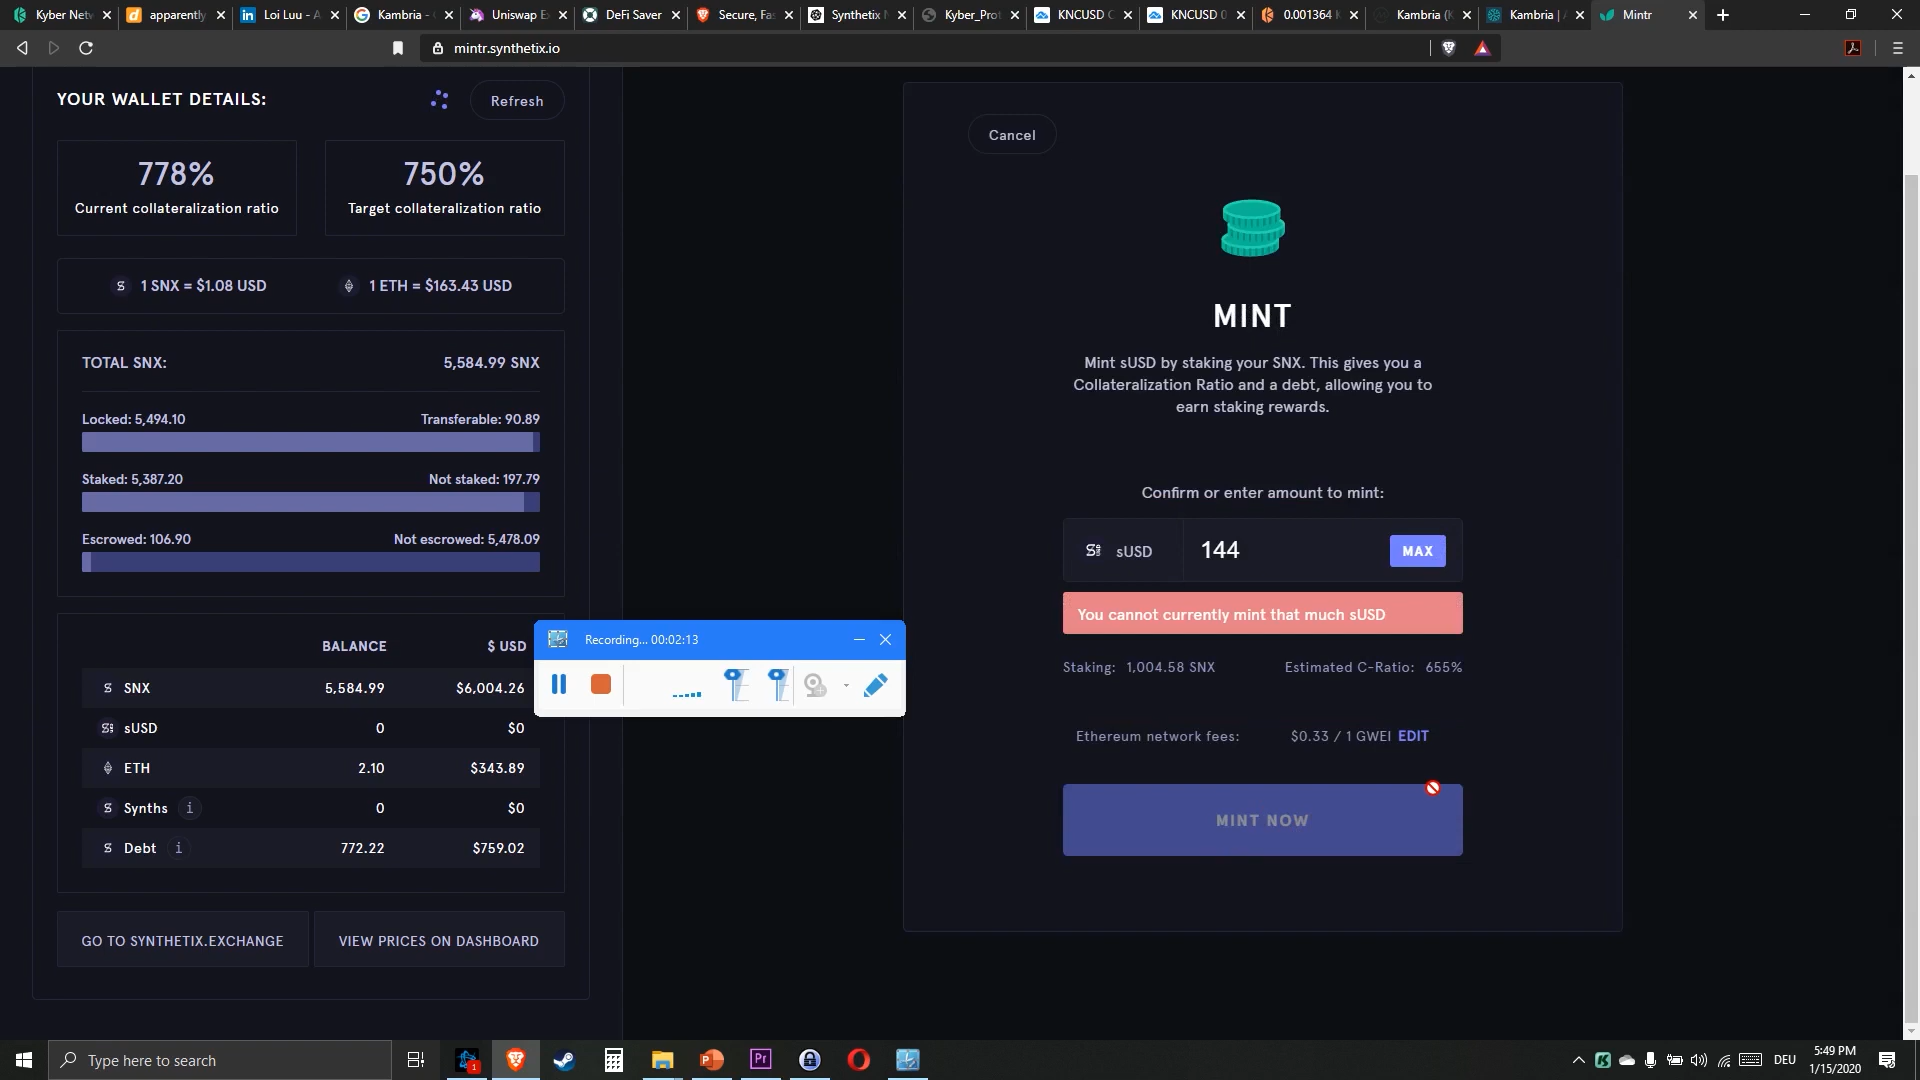 Kyber Netw
apparently
Loi Luu - A
Kambria - G
Uniswap Ex
DeFi Saver
Secure, Fas
Synthetix N
Kyber_Prot
KNCUSD C
KNCUSD 0
0.001364 K
Kambria (K
Kambria | A
Mintr
mintr.synthetix.io
YOUR WALLET DETAILS:
Refresh
778%
Current collateralization ratio
750%
Target collateralization ratio
1 SNX = $1.08 USD
1 ETH = $163.43 USD
TOTAL SNX:
5,584.99 SNX
Locked: 5,494.10
Transferable: 90.89
Staked: 5,387.20
Not staked: 197.79
Escrowed: 106.90
Not escrowed: 5,478.09
BALANCE
$ USD
SNX
5,584.99
$6,004.26
sUSD
0
$0
ETH
2.10
$343.89
Synths
i
0
$0
Debt
i
772.22
$759.02
GO TO SYNTHETIX.EXCHANGE
VIEW PRICES ON DASHBOARD
Recording... 00:02:13
Cancel
MINT
Mint sUSD by staking your SNX. This gives you a
Collateralization Ratio and a debt, allowing you to
earn staking rewards.
Confirm or enter amount to mint:
sUSD
144
MAX
You cannot currently mint that much sUSD
Staking: 1,004.58 SNX
Estimated C-Ratio: 655%
Ethereum network fees:
$0.33 / 1 GWEI EDIT
MINT NOW
Type here to search
DEU
5:49 PM
1/15/2020